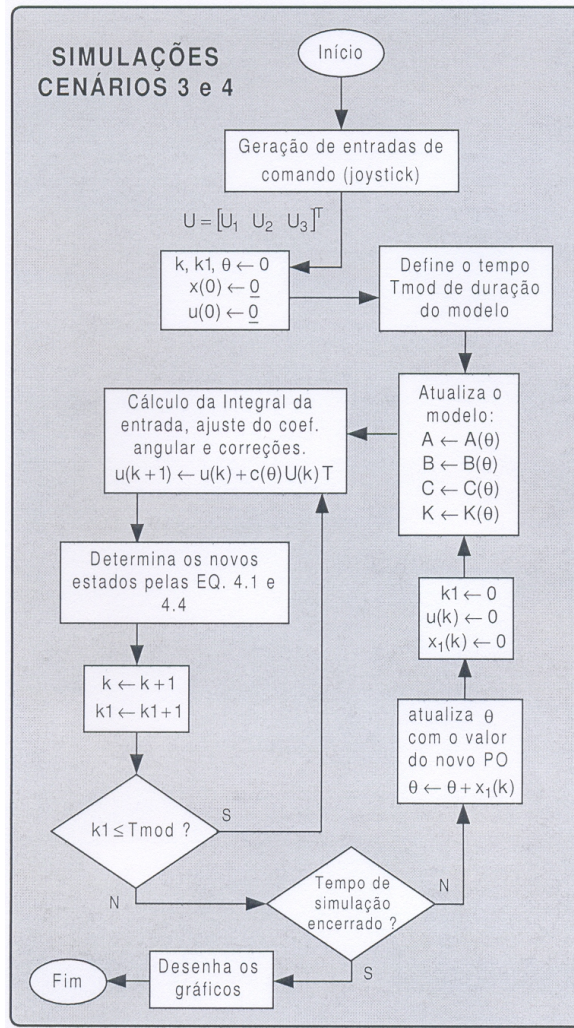 SIMULAÇÕES
CENÁRIOS 3 e 4
Início
Geração de entradas de
comando (joystick)
U = [U₁ U₂ U₃]ᵀ
k, k1, θ ← 0
x(0) ← 0
u(0) ← 0
Define o tempo
Tmod de duração
do modelo
Atualiza o
modelo:
A ← A(θ)
B ← B(θ)
C ← C(θ)
K ← K(θ)
Cálculo da Integral da
entrada, ajuste do coef.
angular e correções.
u(k+1) ← u(k) + c(θ)U(k) T
Determina os novos
estados pelas EQ. 4.1 e
4.4
k ← k+1
k1 ← k1+1
k1 ≤ Tmod ?
S
N
Tempo de
simulação
encerrado ?
N
S
atualiza θ
com o valor
do novo PO
θ ← θ + x₁(k)
k1 ← 0
u(k) ← 0
x₁(k) ← 0
Desenha os
gráficos
Fim